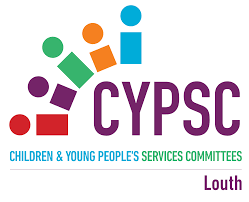 CYPSC
CHILDREN & YOUNG PEOPLE'S SERVICES COMMITTEES
Louth